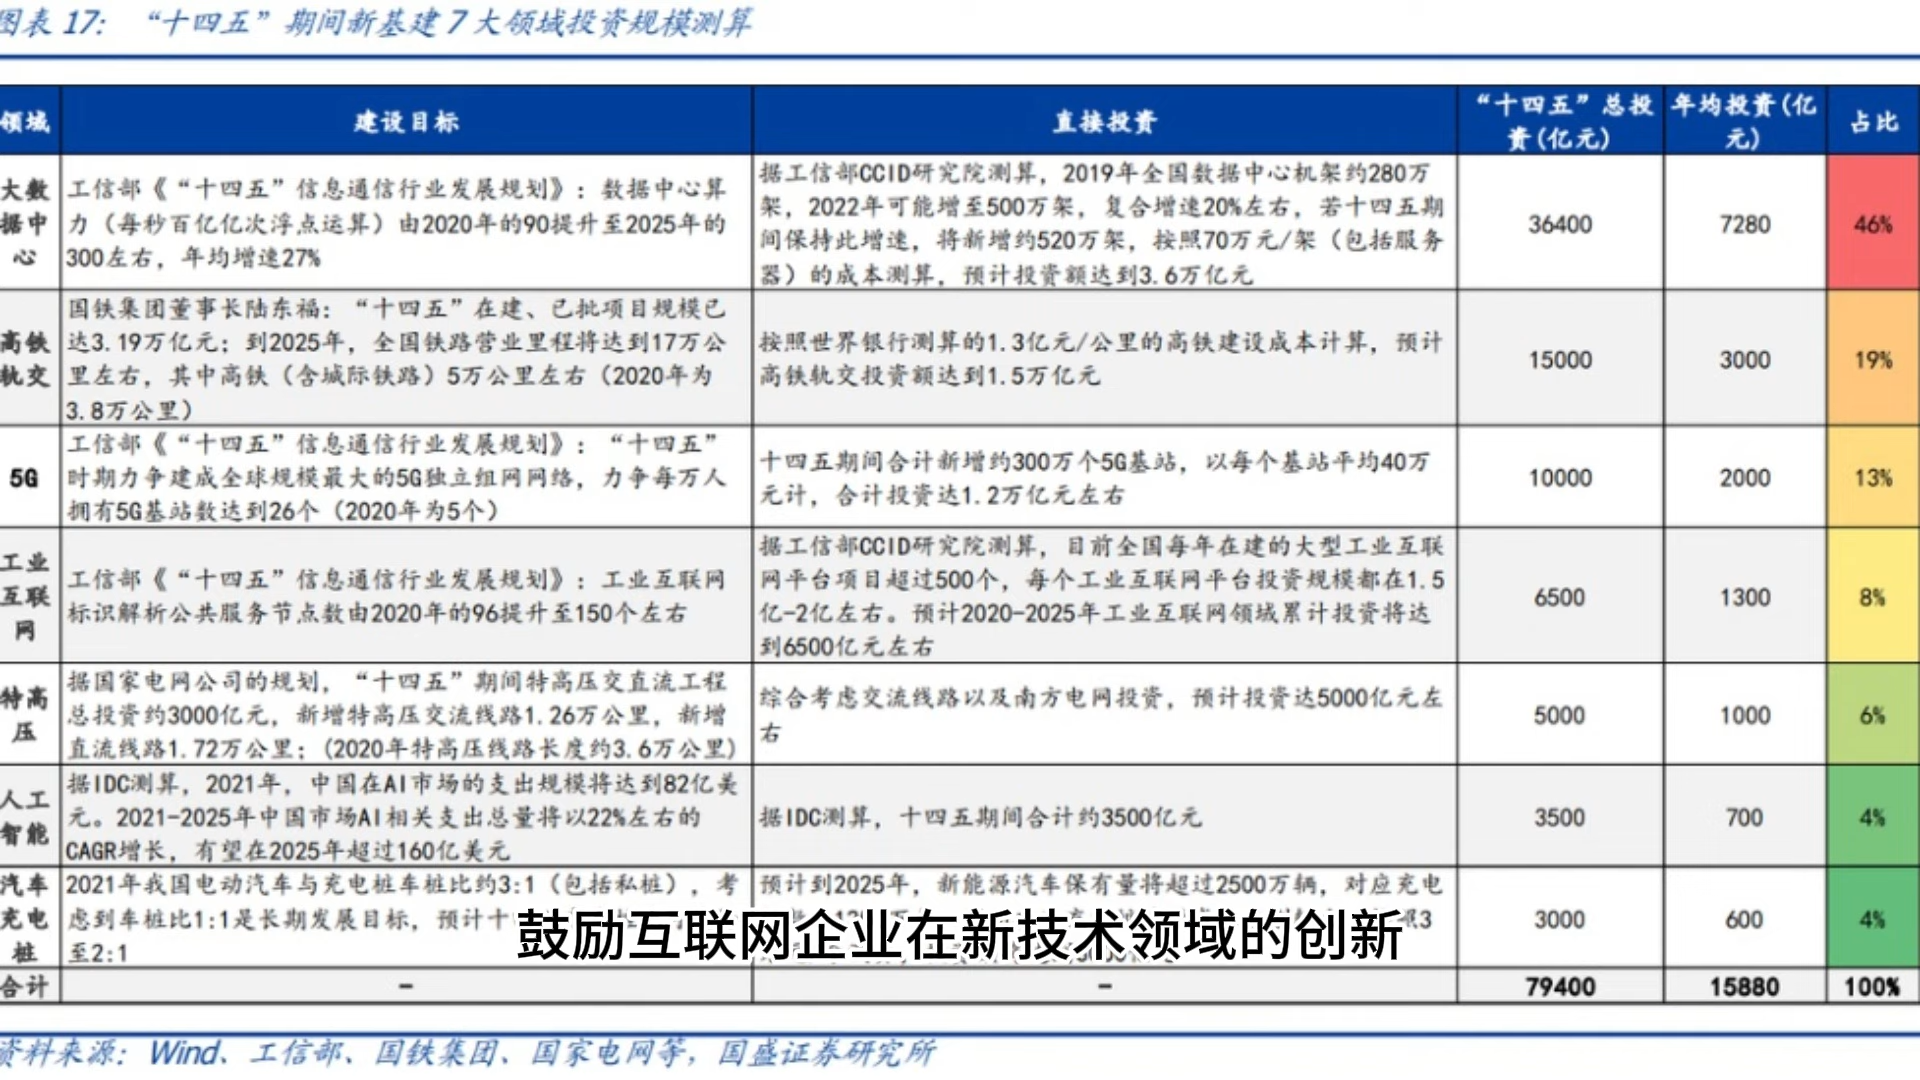 图表 17： “十四五”期间新基建 7 大领域投资规模测算
领域
建设目标
直接投资
“十四五”总投
资(亿元)
年均投资(亿
元)
占比
大数
据中
心
工信部《“十四五”信息通信行业发展规划》：数据中心算
力（每秒百亿亿次浮点运算）由2020年的90提升至2025年的
300左右，年均增速27%
据工信部CCID研究院测算，2019年全国数据中心机架约280万
架，2022年可能增至500万架，复合增速20%左右，若十四五期
间保持此增速，将新增约520万架，按照70万元/架（包括服务
器）的成本测算，预计投资额达到3.6万亿元
36400
7280
46%
高铁
轨交
国铁集团董事长陆东福：“十四五”在建、已批项目规模已
达3.19万亿元；到2025年，全国铁路营业里程将达到17万公
里左右，其中高铁（含城际铁路）5万公里左右（2020年为
3.8万公里）
按照世界银行测算的1.3亿元/公里的高铁建设成本计算，预计
高铁轨交投资额达到1.5万亿元
15000
3000
19%
5G
工信部《“十四五”信息通信行业发展规划》：“十四五”
时期力争建成全球规模最大的5G独立组网网络，力争每万人
拥有5G基站数达到26个（2020年为5个）
十四五期间合计新增约300万个5G基站，以每个基站平均40万
元计，合计投资达1.2万亿元左右
10000
2000
13%
工业
互联
网
工信部《“十四五”信息通信行业发展规划》：工业互联网
标识解析公共服务节点数由2020年的96提升至150个左右
据工信部CCID研究院测算，目前全国每年在建的大型工业互联
网平台项目超过500个，每个工业互联网平台投资规模都在1.5
亿-2亿左右。预计2020-2025年工业互联网领域累计投资将达
到6500亿元左右
6500
1300
8%
特高
压
据国家电网公司的规划，“十四五”期间特高压交直流工程
总投资约3000亿元，新增特高压交流线路1.26万公里，新增
直流线路1.72万公里；(2020年特高压线路长度约3.6万公里)
综合考虑交流线路以及南方电网投资，预计投资达5000亿元左
右
5000
1000
6%
人工
智能
据IDC测算，2021年，中国在AI市场的支出规模将达到82亿美
元。2021-2025年中国市场AI相关支出总量将以22%左右的
CAGR增长，有望在2025年超过160亿美元
据IDC测算，十四五期间合计约3500亿元
3500
700
4%
汽车
充电
桩
2021年我国电动汽车与充电桩车桩比约3:1（包括私桩），考
虑到车桩比1:1是长期发展目标，预计十
至2:1
预计到2025年，新能源汽车保有量将超过2500万辆，对应充电
3000
600
4%
鼓励互联网企业在新技术领域的创新
合计
-
-
79400
15880
100%
资料来源：Wind、工信部、国铁集团、国家电网等，国盛证券研究所